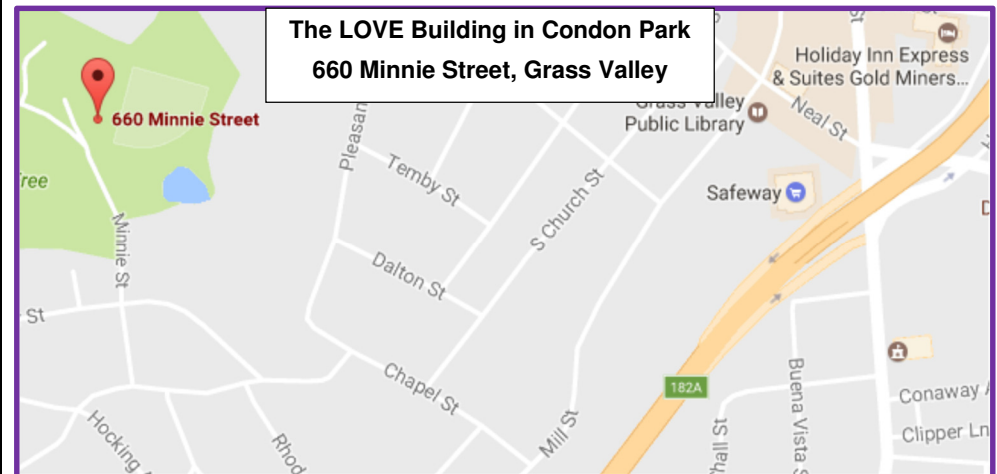 The LOVE Building in Condon Park
660 Minnie Street, Grass Valley
Holiday Inn Express
& Suites Gold Miners...
Grass Valley
Public Library
Neal St
660 Minnie Street
Pleasan
Temby St
ree
Safeway
S Church St
Minnie St
Dalton St
St
Chapel St
182A
Buena Vista S
Conaway A
Clipper Ln
Mill St
hall St
Hocking A
Rhod